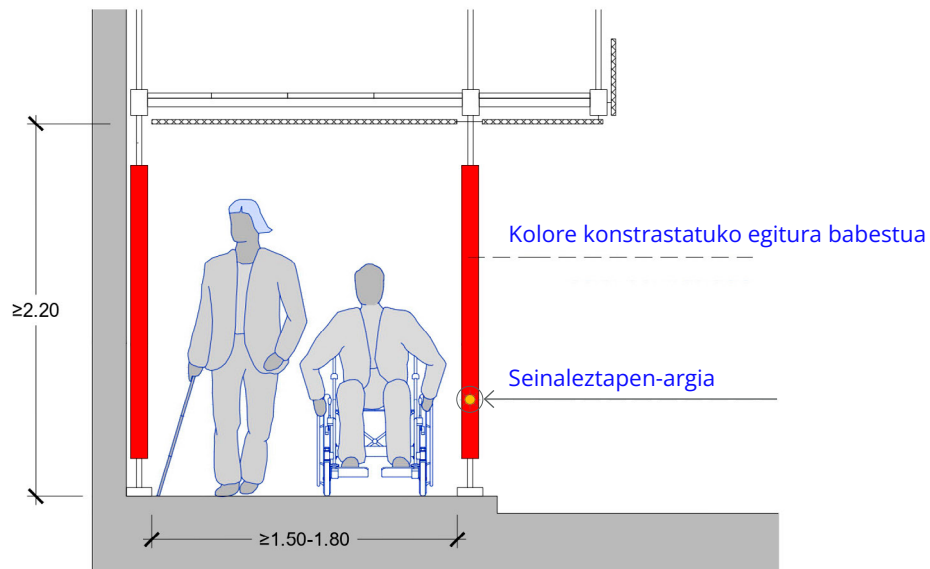 Kolore konstrastatuko egitura babestua
≥2.20
Seinaleztapen-argia
≥1.50-1.80